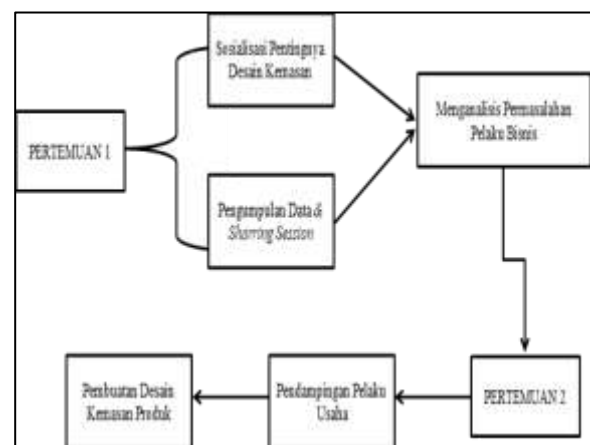 Sosialisasi Pentingnya
Desain Kemasan
PERTEMUAN 1
Menganalisis Permasalahan
Pelaku Bisnis
Pengumpulan Data &
Sharring Session
Pembuatan Desain
Kemasan Produk
Pendampingan Pelaku
Usaha
PERTEMUAN 2